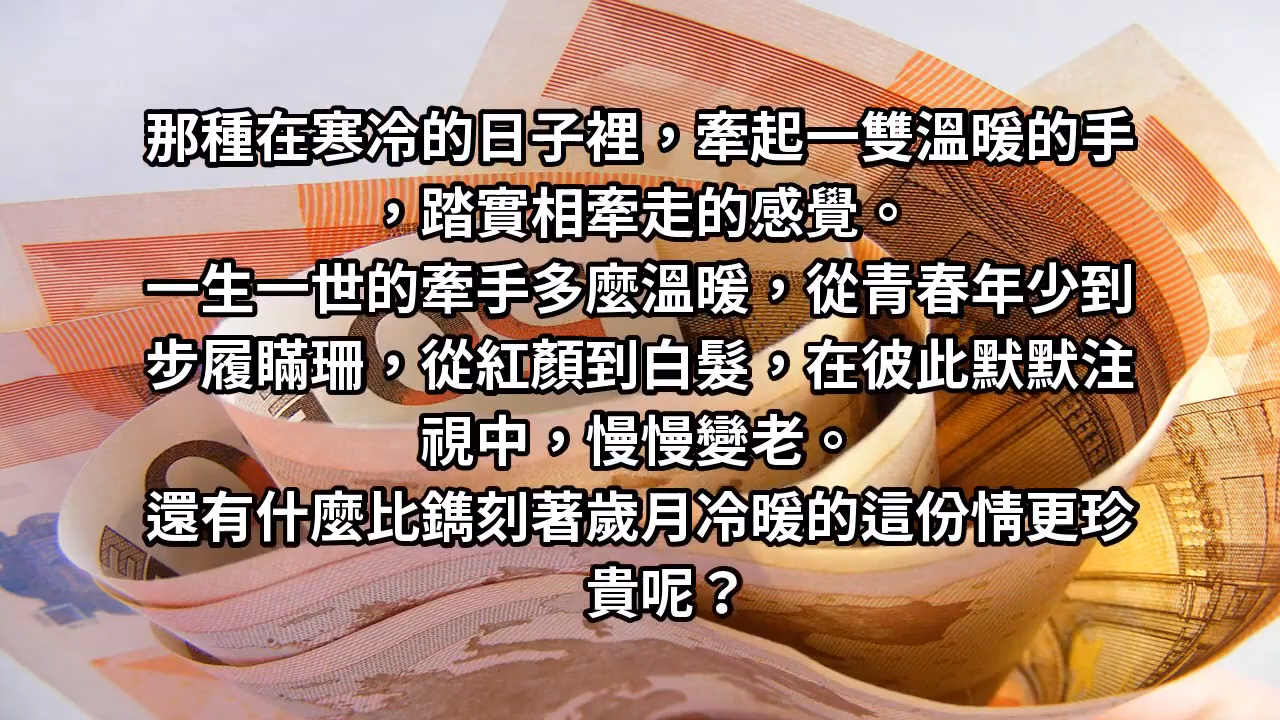 那種在寒冷的日子裡，牽起一雙溫暖的手
，踏實相牽走的感覺。
一生一世的牽手多麼溫暖，從青春年少到
步履瞞珊，從紅顏到白髮，在彼此默默注
視中，慢慢變老。
還有什麼比鐫刻著歲月冷暖的這份情更珍
貴呢？